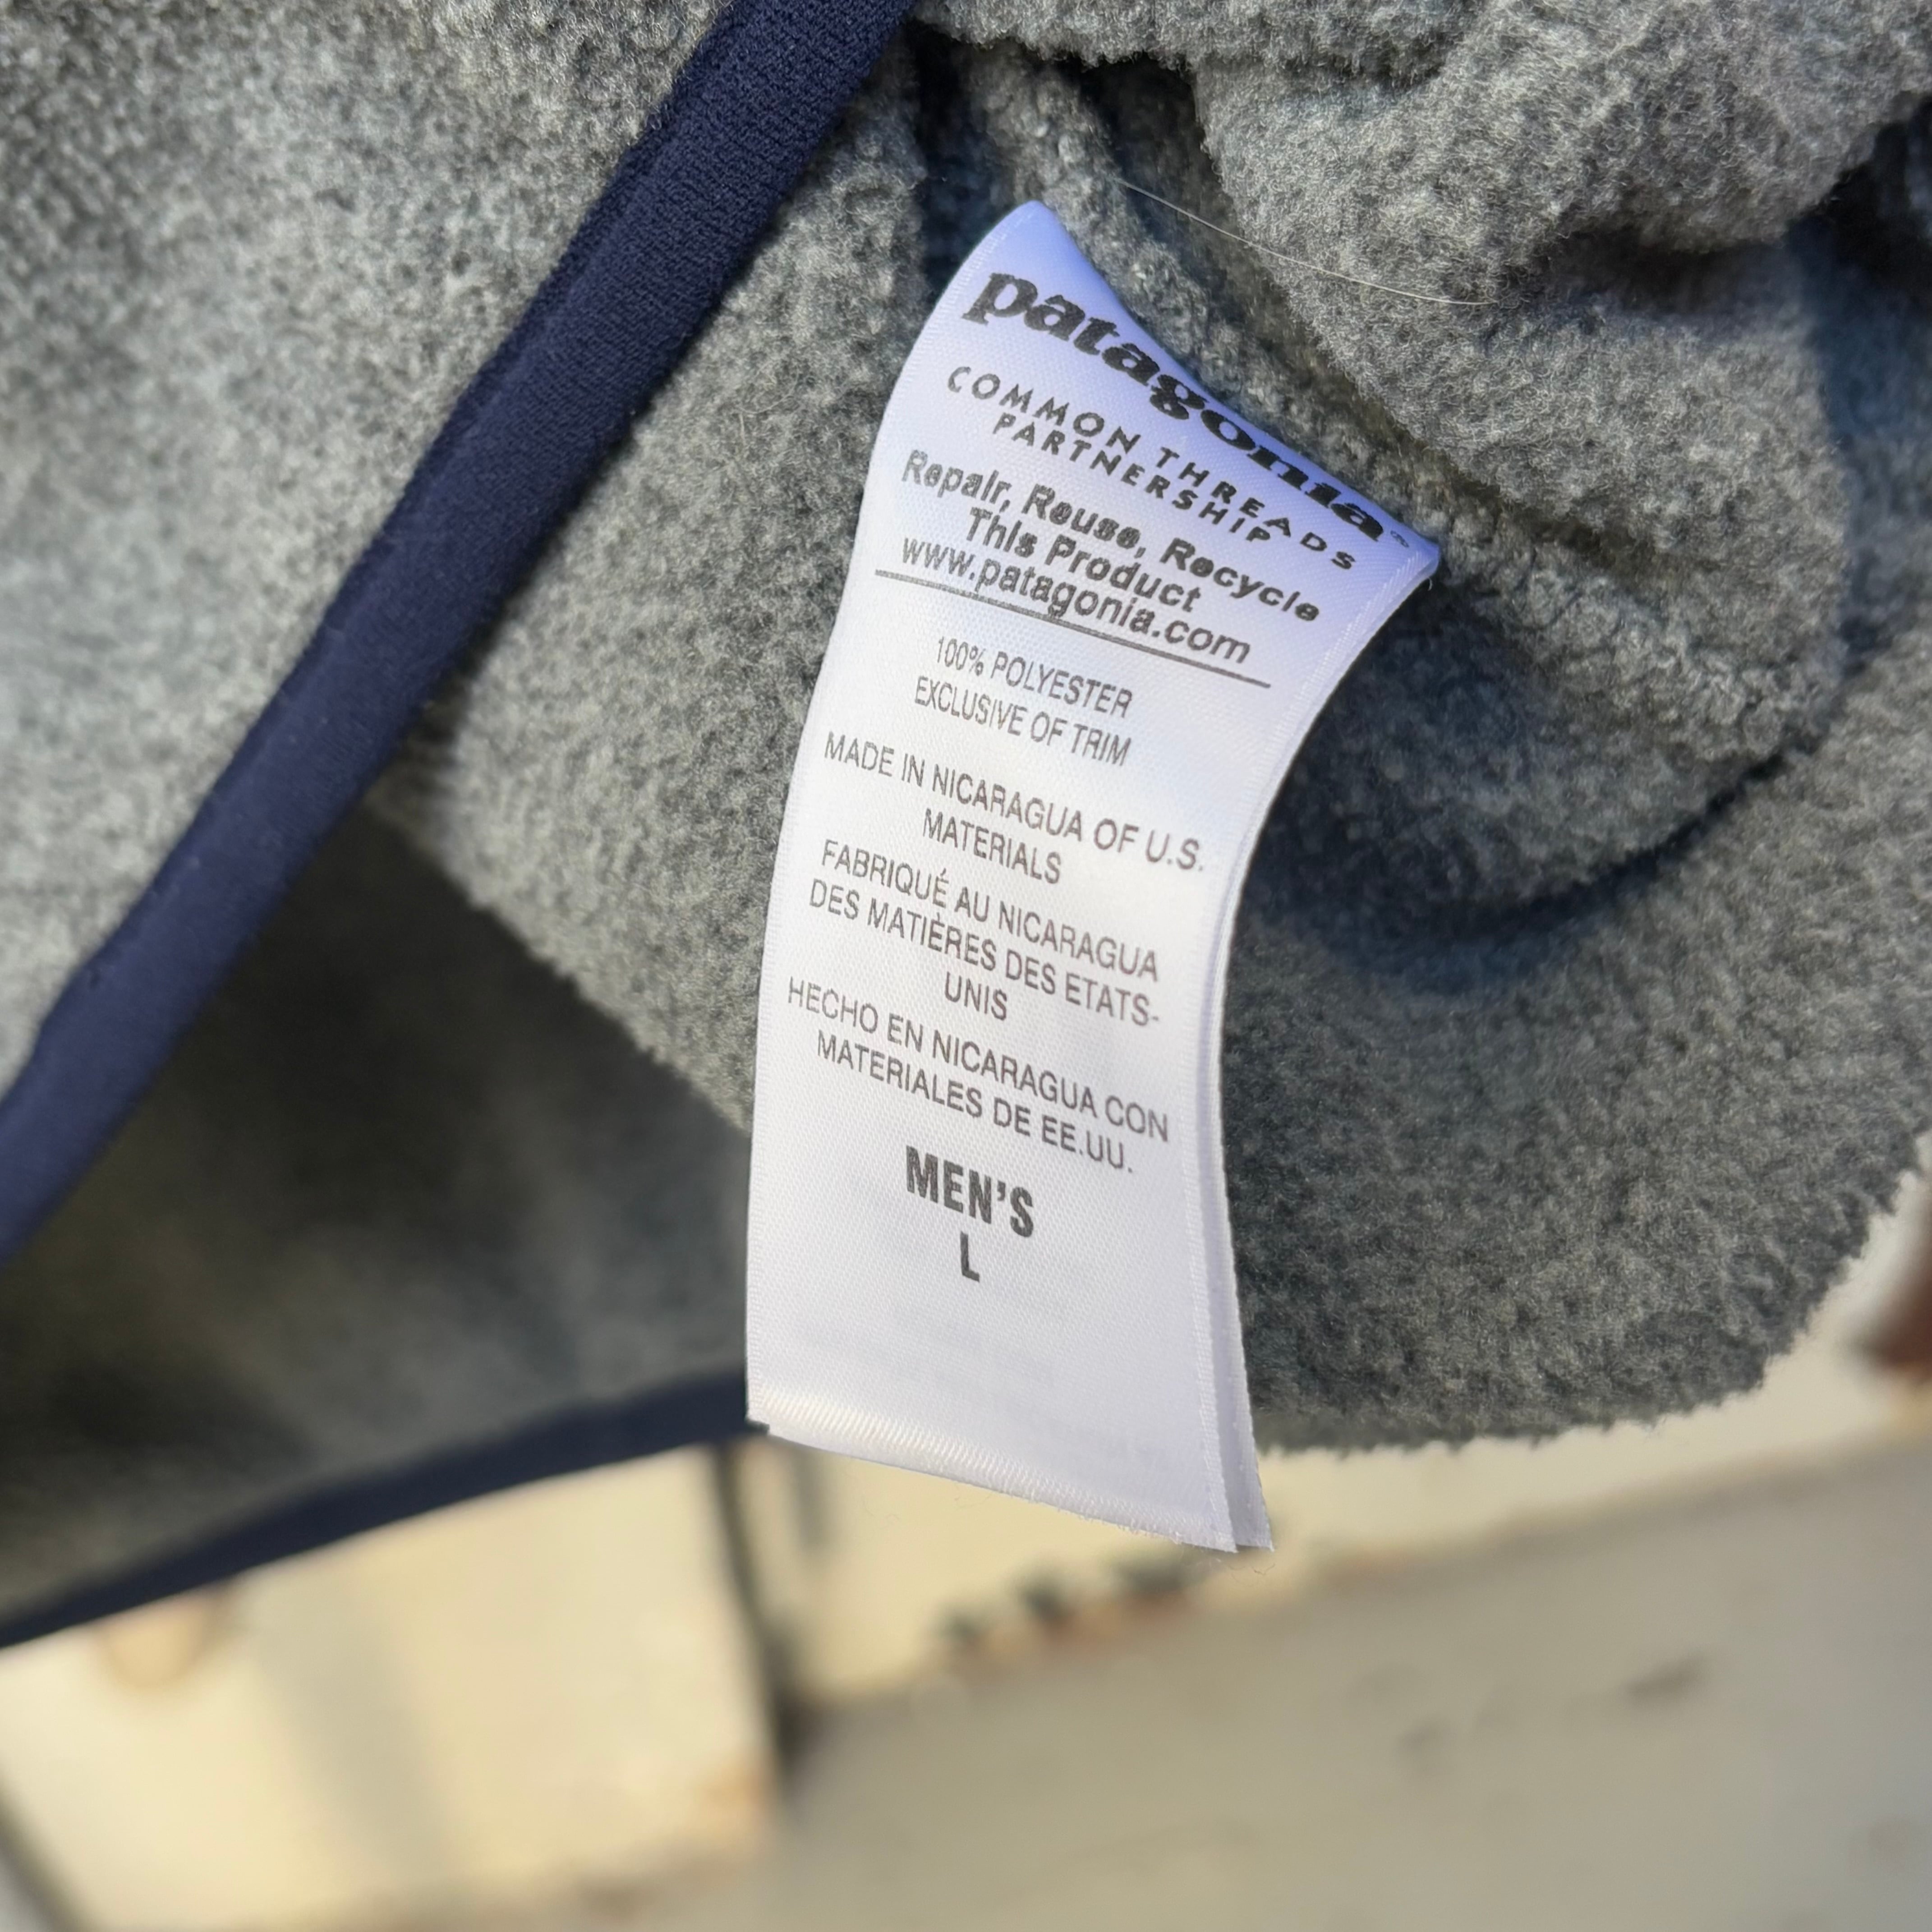 patagonia®
COMMON THREADS
PARTNERSHIP
Repair, Reuse, Recycle
This Product
www.patagonia.com
100% POLYESTER
EXCLUSIVE OF TRIM
MADE IN NICARAGUA OF U.S.
MATERIALS
FABRIQUÉ AU NICARAGUA
DES MATIÈRES DES ETATS-
UNIS
HECHO EN NICARAGUA CON
MATERIALES DE EE.UU.
MEN'S
L